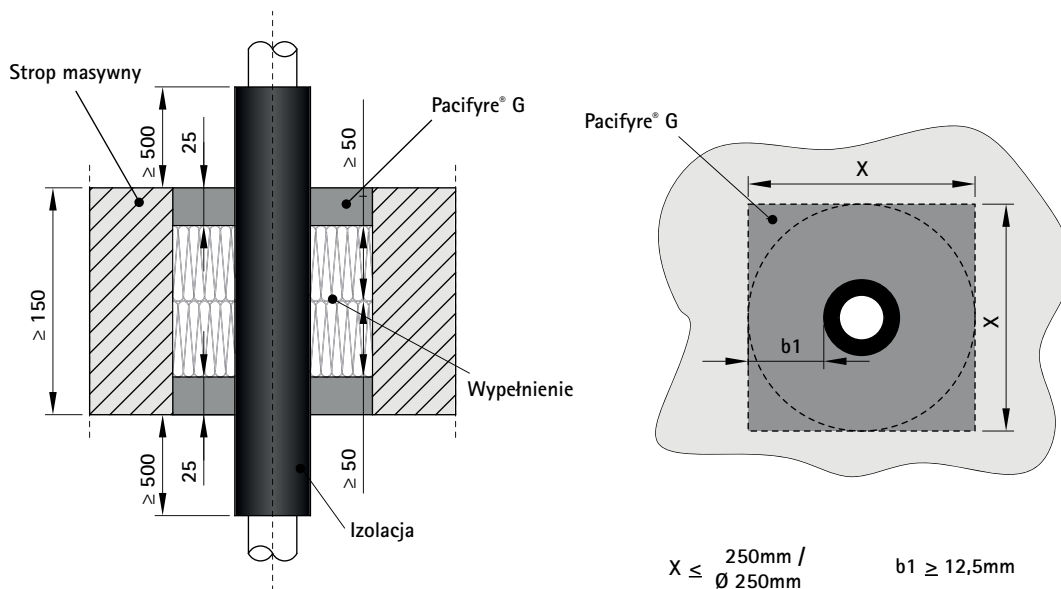 Strop masywny
Pacifyre® G
≥ 500
25
≥ 50
≥ 150
Wypełnienie
≥ 500
25
≥ 50
Izolacja
Pacifyre® G
X
X
b1
X ≤ 250mm /
Ø 250mm
b1 ≥ 12,5mm